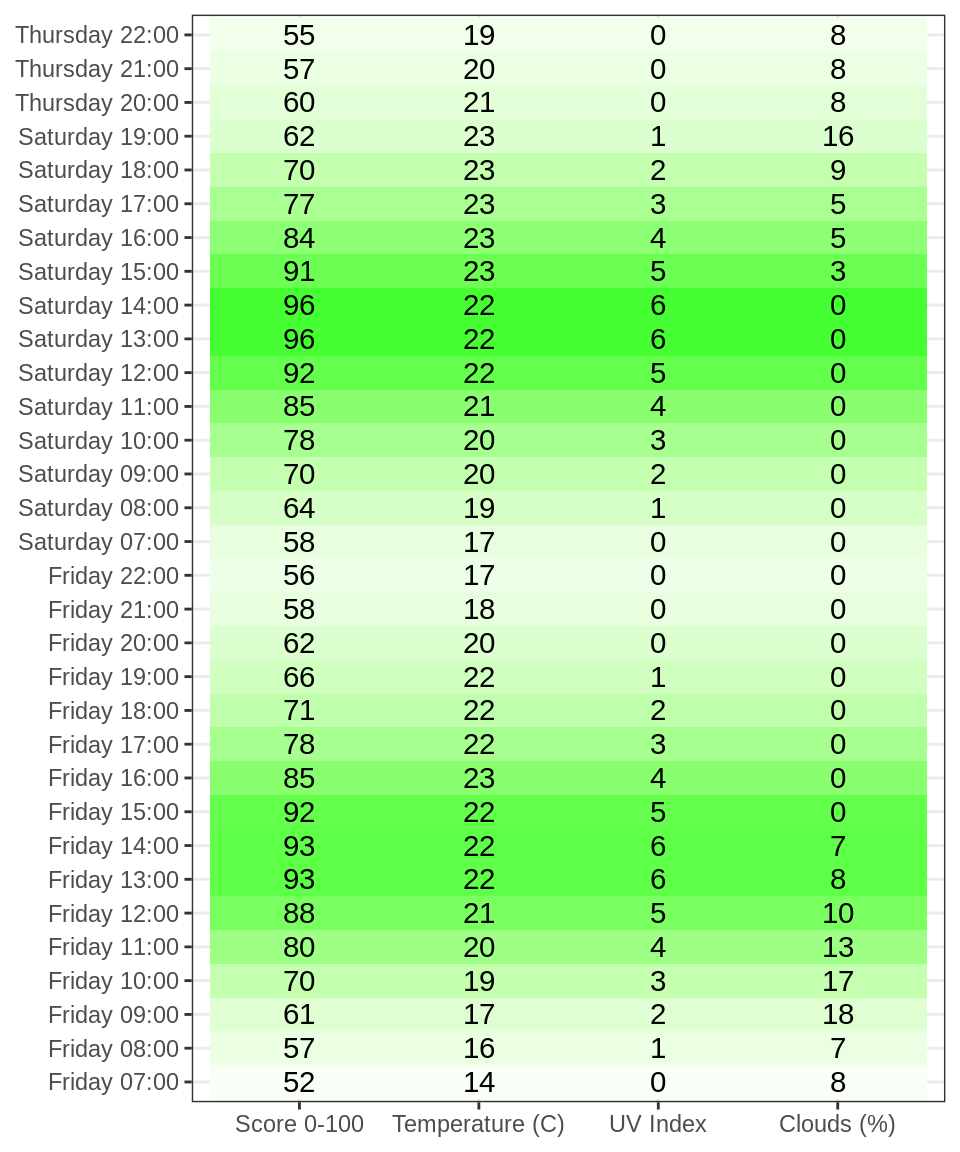 Thursday 22:00 55 19 0 8
Thursday 21:00 57 20 0 8
Thursday 20:00 60 21 0 8
Saturday 19:00 62 23 1 16
Saturday 18:00 70 23 2 9
Saturday 17:00 77 23 3 5
Saturday 16:00 84 23 4 5
Saturday 15:00 91 23 5 3
Saturday 14:00 96 22 6 0
Saturday 13:00 96 22 6 0
Saturday 12:00 92 22 5 0
Saturday 11:00 85 21 4 0
Saturday 10:00 78 20 3 0
Saturday 09:00 70 20 2 0
Saturday 08:00 64 19 1 0
Saturday 07:00 58 17 0 0
Friday 22:00 56 17 0 0
Friday 21:00 58 18 0 0
Friday 20:00 62 20 0 0
Friday 19:00 66 22 1 0
Friday 18:00 71 22 2 0
Friday 17:00 78 22 3 0
Friday 16:00 85 23 4 0
Friday 15:00 92 22 5 0
Friday 14:00 93 22 6 7
Friday 13:00 93 22 6 8
Friday 12:00 88 21 5 10
Friday 11:00 80 20 4 13
Friday 10:00 70 19 3 17
Friday 09:00 61 17 2 18
Friday 08:00 57 16 1 7
Friday 07:00 52 14 0 8
Score 0-100 Temperature (C) UV Index Clouds (%)